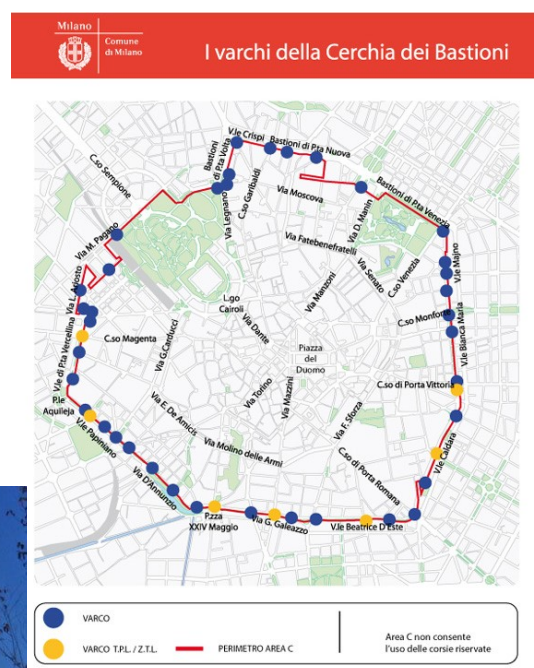 Milano
Comune
di Milano
I varchi della Cerchia dei Bastioni
V.le Crispi
Bastioni di P.ta Nuova
Bastioni
di P.ta Volta
C.so Sempione
C.so Garibaldi
Via Legnano
Via Moscova
Bastioni di P.ta Venezia
Via D. Manin
Via M. Pagano
Via Fatebenefratelli
Via Senato
C.so Venezia
V.le Majno
Via L. Ariosto
Via Manzoni
L.go
Cairoli
Via Dante
C.so Monforte
V.le Bianca Maria
V.le di P.ta Vercellina
C.so Magenta
Via G.Carducci
Piazza
del
Duomo
C.so di Porta Vittoria
P.le
Aquileja
Via Torino
Via Mazzini
V.le Papiniano
Via E. De Amicis
Via F. Sforza
Via Molino delle Armi
C.so di Porta Romana
V.le Caldara
Via D'Annunzio
P.zza
XXIV Maggio
Via G. Galeazzo
V.le Beatrice D'Este
VARCO
VARCO T.P.L. / Z.T.L.
PERIMETRO AREA C
Area C non consente
l'uso delle corsie riservate